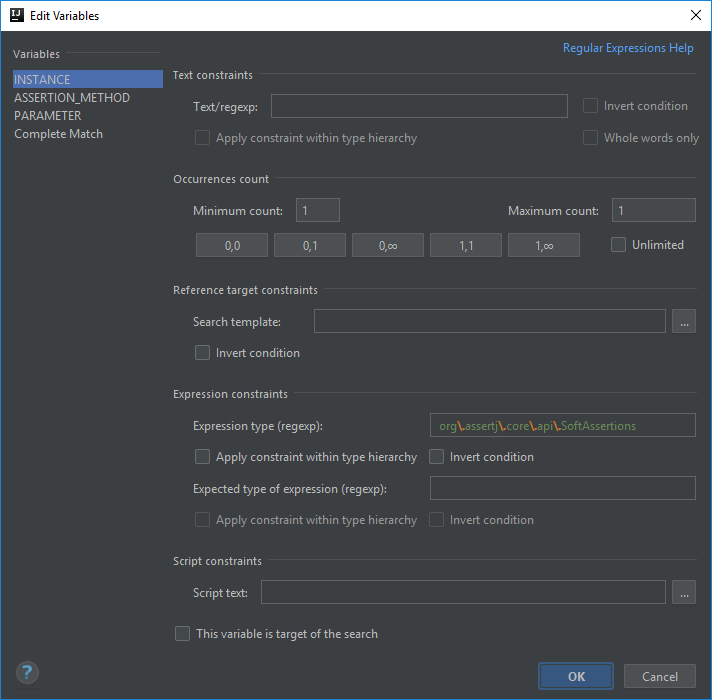 Edit Variables
Variables
INSTANCE
ASSERTION_METHOD
PARAMETER
Complete Match
Regular Expressions Help
Text constraints
Text/regexp:
Invert condition
Apply constraint within type hierarchy
Whole words only
Occurrences count
Minimum count: 1
Maximum count: 1
0,0 0,1 0,∞ 1,1 1,∞
Unlimited
Reference target constraints
Search template:
...
Invert condition
Expression constraints
Expression type (regexp): org\.assertj\.core\.api\.SoftAssertions
Apply constraint within type hierarchy
Invert condition
Expected type of expression (regexp):
Apply constraint within type hierarchy
Invert condition
Script constraints
Script text:
...
This variable is target of the search
?
OK
Cancel